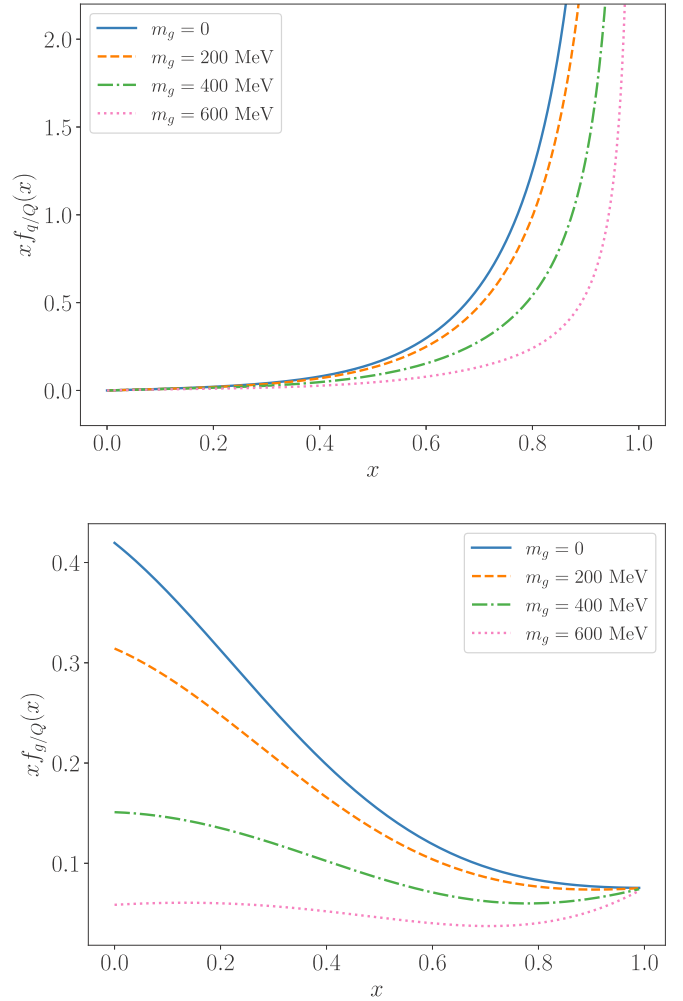 m_g = 0
m_g = 200 MeV
m_g = 400 MeV
m_g = 600 MeV
2.0
1.5
1.0
0.5
0.0
x f_{q/Q}(x)
0.0 0.2 0.4 0.6 0.8 1.0
x
m_g = 0
m_g = 200 MeV
m_g = 400 MeV
m_g = 600 MeV
0.4
0.3
0.2
0.1
x f_{g/Q}(x)
0.0 0.2 0.4 0.6 0.8 1.0
x